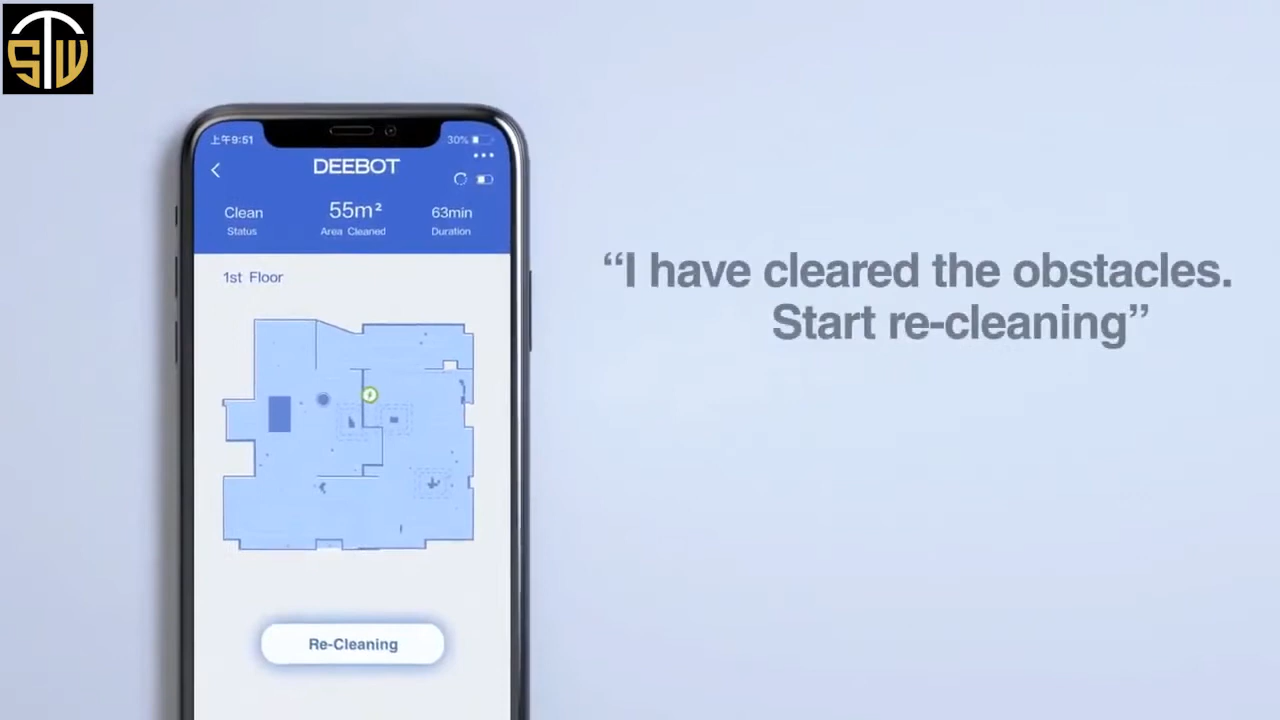 STW
上午9:51
30%
DEEBOT
Clean
55m²
63min
Status
Area Cleaned
Duration
1st Floor
Re-Cleaning
“I have cleared the obstacles.
Start re-cleaning”